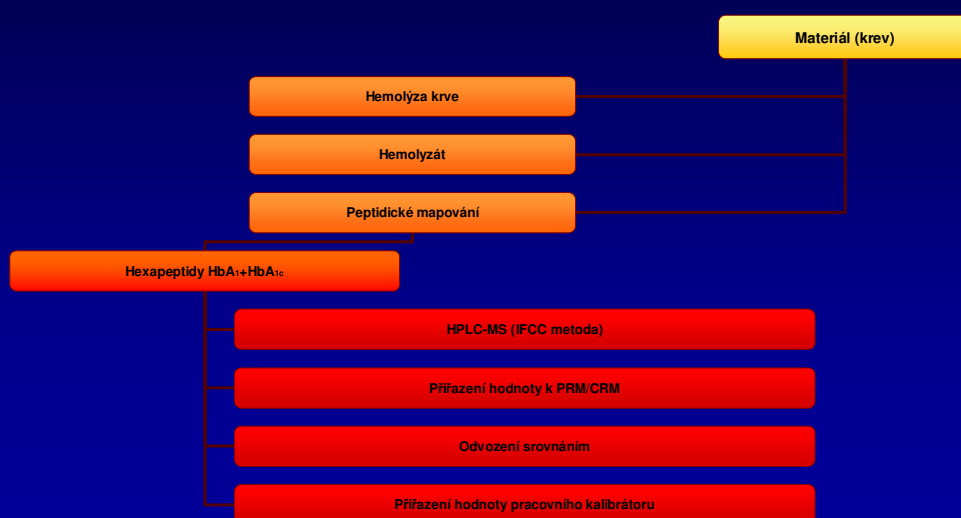 Materiál (krev)
Hemolýza krve
Hemolyzát
Peptidické mapování
Hexapeptidy HbA₁+HbA₁c
HPLC-MS (IFCC metoda)
Přiřazení hodnoty k PRM/CRM
Odvození srovnáním
Přiřazení hodnoty pracovního kalibrátoru